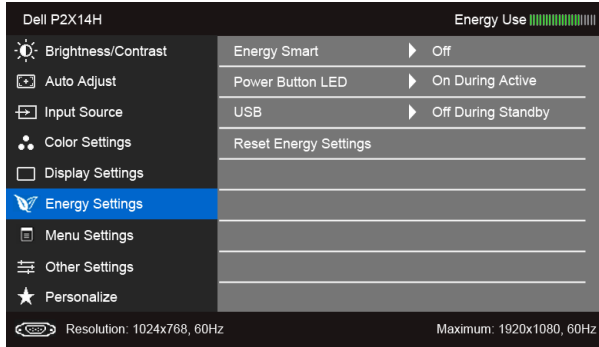 Dell P2X14H Energy Use
Brightness/Contrast Energy Smart Off
Auto Adjust Power Button LED On During Active
Input Source USB Off During Standby
Color Settings Reset Energy Settings
Display Settings
Energy Settings
Menu Settings
Other Settings
Personalize
Resolution: 1024x768, 60Hz Maximum: 1920x1080, 60Hz